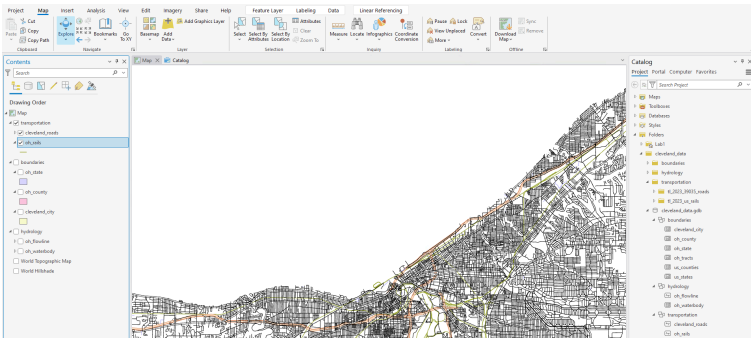 Project Map Insert Analysis View Edit Imagery Share Help Feature Layer Labeling Data Linear Referencing
Paste
Cut
Copy
Copy Path
Clipboard
Explore
Bookmarks
Go To XY
Navigate
Basemap
Add Data
Add Graphics Layer
Layer
Select
Select By Attributes
Select By Location
Attributes
Clear
Zoom To
Selection
Measure
Locate
Infographics
Coordinate Conversion
Inquiry
Pause
Lock
View Unplaced
More
Convert
Labeling
Download Map
Sync
Remove
Offline
Contents
Search
Drawing Order
Map
transportation
cleveland_roads
oh_rails
boundaries
oh_state
oh_county
cleveland_city
hydrology
oh_flowline
oh_waterbody
World Topographic Map
World Hillshade
Map
Catalog
Catalog
Project Portal Computer Favorites
Search Project
Maps
Toolboxes
Databases
Styles
Folders
Lab1
cleveland_data
boundaries
hydrology
transportation
tl_2023_39035_roads
tl_2023_us_rails
cleveland_data.gdb
boundaries
cleveland_city
oh_county
oh_state
oh_tracts
us_counties
us_states
hydrology
oh_flowline
oh_waterbody
transportation
cleveland_roads
oh_rails